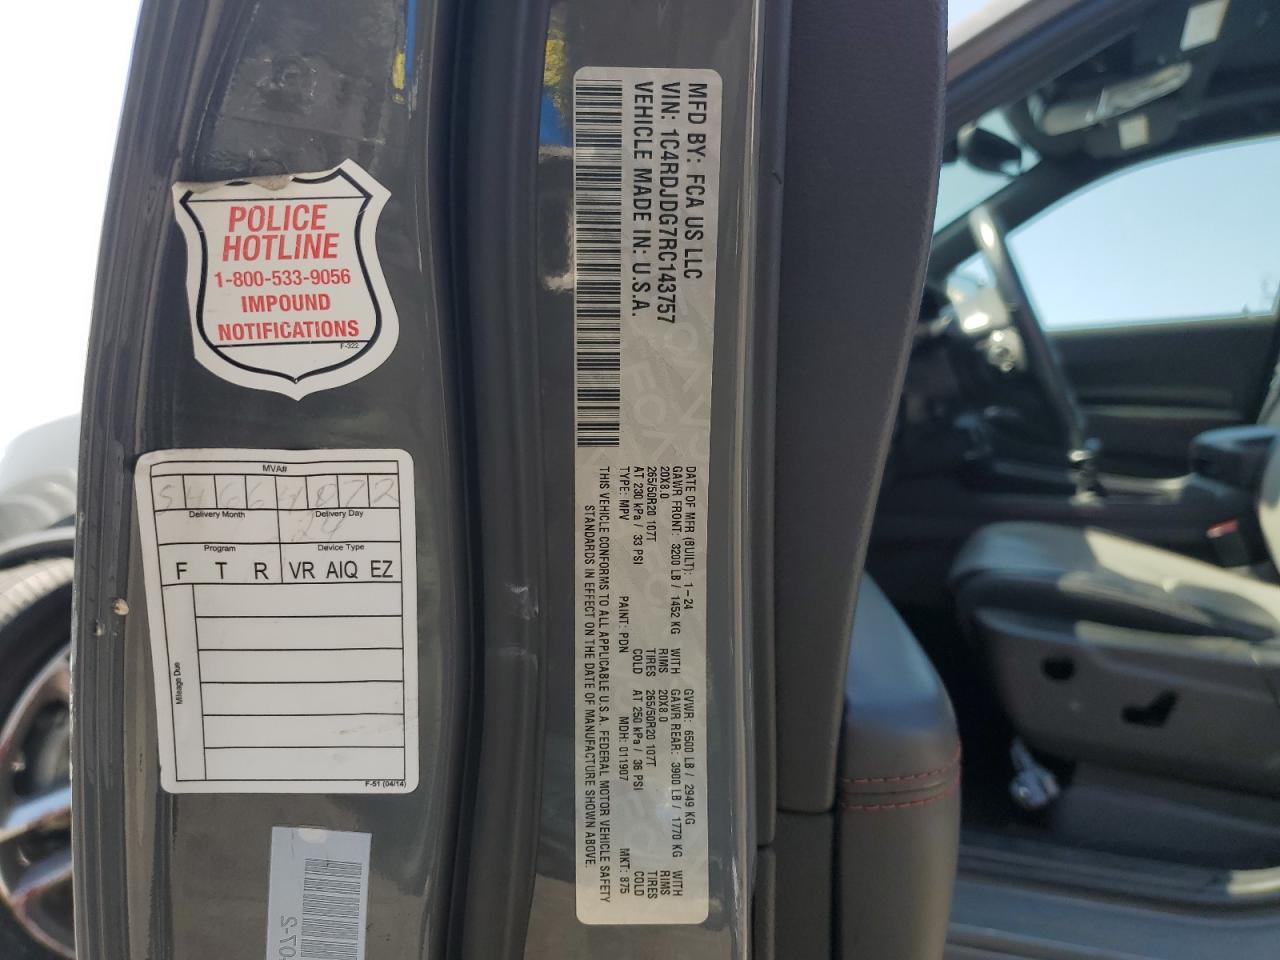 POLICE
HOTLINE
1-800-533-9056
IMPOUND
NOTIFICATIONS
F-322
MVA#
Delivery Month Delivery Day
24
Program Device Type
F T R VR AIQ EZ
Mileage Due
F-51 (04/14)
MFD BY: FCA US LLC
VIN: 1C4RDJDG7RC143757
VEHICLE MADE IN: U.S.A.
DATE OF MFR (BUILT): 1-24 GVWR: 6500 LB / 2949 KG
GAWR FRONT: 3200 LB / 1452 KG WITH GAWR REAR: 3900 LB / 1770 KG WITH
20X8.0 RIMS 20X8.0 RIMS
265/50R20 107T TIRES 265/50R20 107T TIRES
AT 230 kPa / 33 PSI COLD AT 250 kPa / 36 PSI COLD
TYPE: MPV PAINT: PDN MDH: 011907 MKT: 875
THIS VEHICLE CONFORMS TO ALL APPLICABLE U.S.A. FEDERAL MOTOR VEHICLE SAFETY
STANDARDS IN EFFECT ON THE DATE OF MANUFACTURE SHOWN ABOVE.